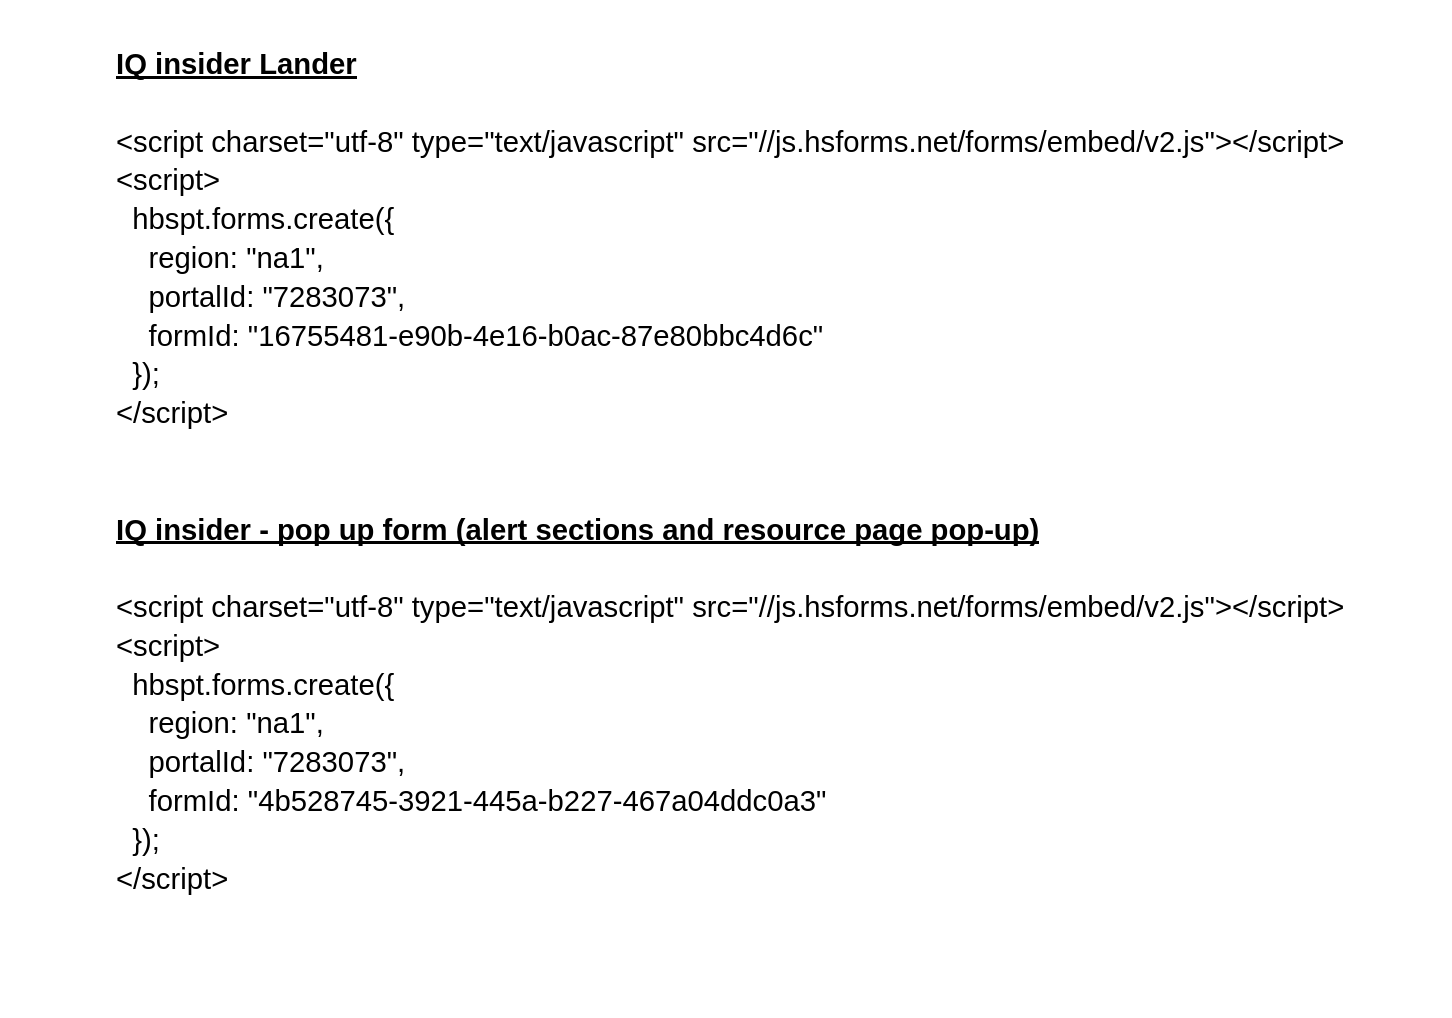 IQ insider Lander
<script charset="utf-8" type="text/javascript" src="//js.hsforms.net/forms/embed/v2.js"></script>
<script>
  hbspt.forms.create({
    region: "na1",
    portalId: "7283073",
    formId: "16755481-e90b-4e16-b0ac-87e80bbc4d6c"
  });
</script>
IQ insider - pop up form (alert sections and resource page pop-up)
<script charset="utf-8" type="text/javascript" src="//js.hsforms.net/forms/embed/v2.js"></script>
<script>
  hbspt.forms.create({
    region: "na1",
    portalId: "7283073",
    formId: "4b528745-3921-445a-b227-467a04ddc0a3"
  });
</script>